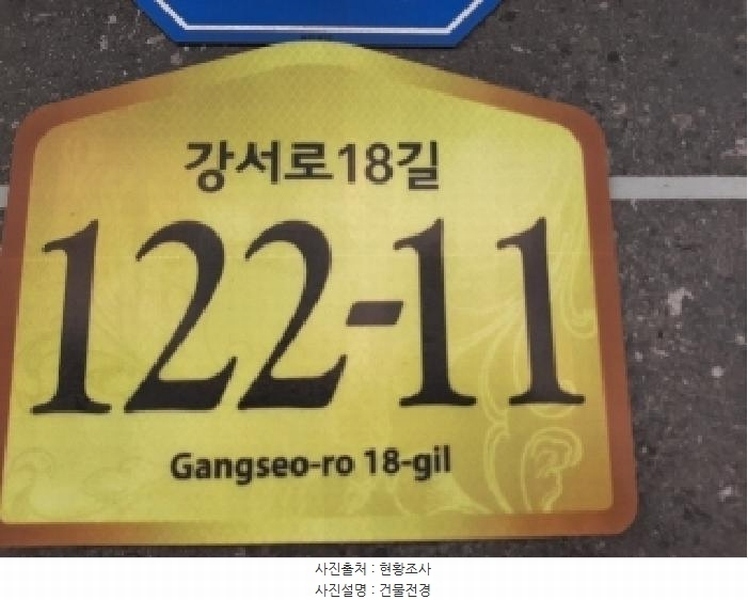 강서로18길
122-11
Gangseo-ro 18-gil
사진출처 : 현황조사
사진설명 : 건물전경